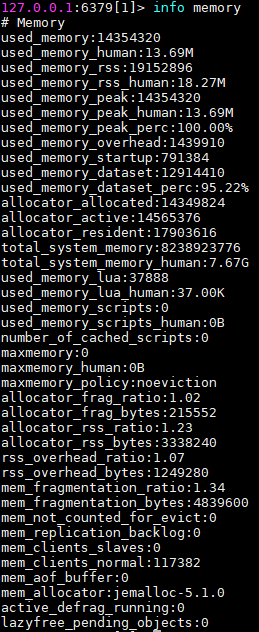 127.0.0.1:6379[1]> info memory
# Memory
used_memory:14354320
used_memory_human:13.69M
used_memory_rss:19152896
used_memory_rss_human:18.27M
used_memory_peak:14354320
used_memory_peak_human:13.69M
used_memory_peak_perc:100.00%
used_memory_overhead:1439910
used_memory_startup:791384
used_memory_dataset:12914410
used_memory_dataset_perc:95.22%
allocator_allocated:14349824
allocator_active:14565376
allocator_resident:17903616
total_system_memory:8238923776
total_system_memory_human:7.67G
used_memory_lua:37888
used_memory_lua_human:37.00K
used_memory_scripts:0
used_memory_scripts_human:0B
number_of_cached_scripts:0
maxmemory:0
maxmemory_human:0B
maxmemory_policy:noeviction
allocator_frag_ratio:1.02
allocator_frag_bytes:215552
allocator_rss_ratio:1.23
allocator_rss_bytes:3338240
rss_overhead_ratio:1.07
rss_overhead_bytes:1249280
mem_fragmentation_ratio:1.34
mem_fragmentation_bytes:4839600
mem_not_counted_for_evict:0
mem_replication_backlog:0
mem_clients_slaves:0
mem_clients_normal:117382
mem_aof_buffer:0
mem_allocator:jemalloc-5.1.0
active_defrag_running:0
lazyfree_pending_objects:0